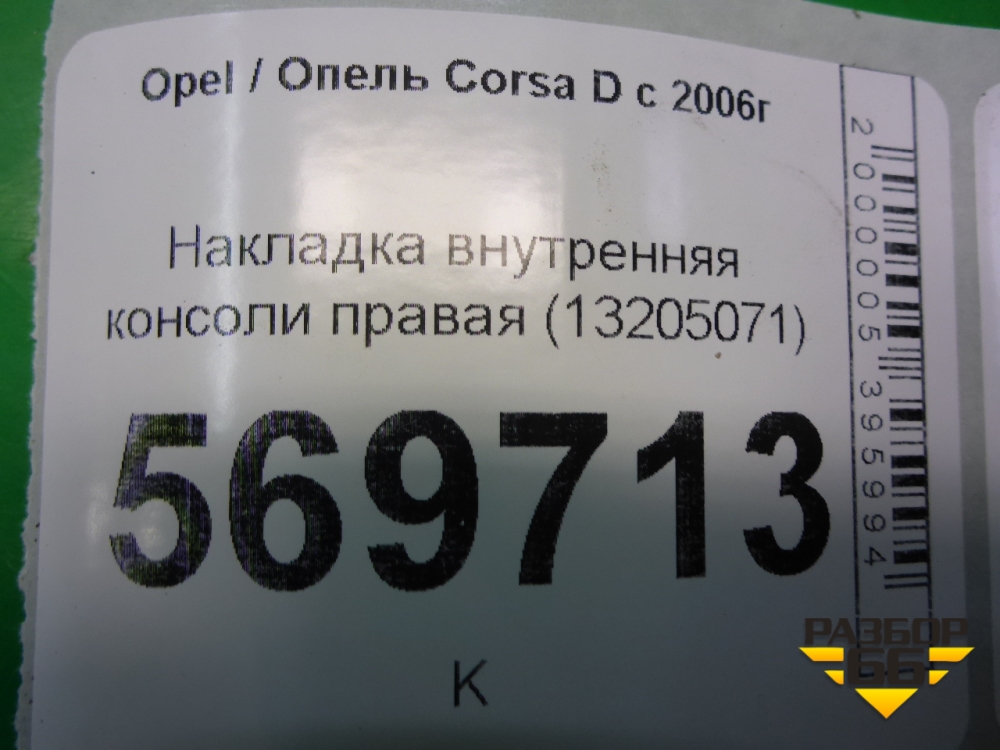 Opel / Опель Corsa D с 2006г
Накладка внутренняя
консоли правая (13205071)
569713
К
2000005395994
РАЗБОР
66